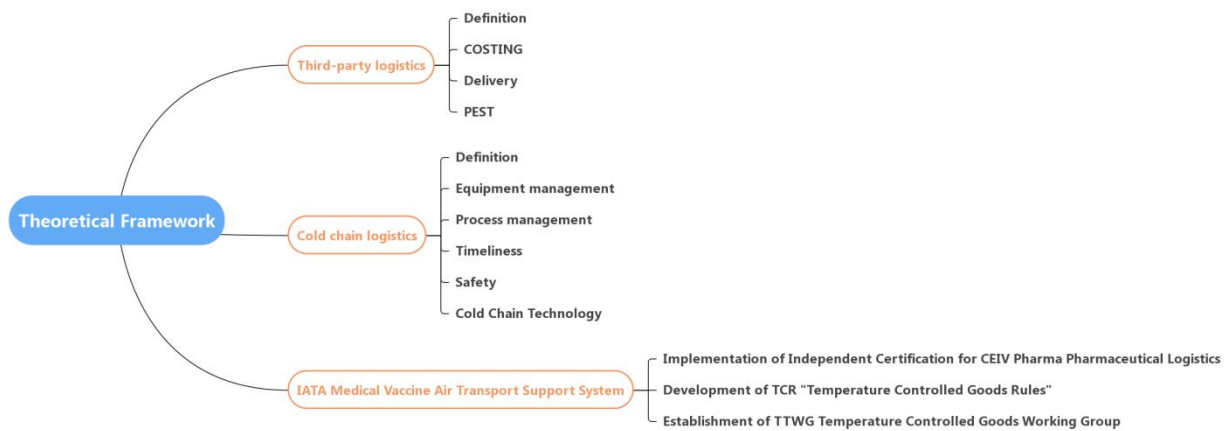 Theoretical Framework
Third-party logistics
Definition
COSTING
Delivery
PEST
Cold chain logistics
Definition
Equipment management
Process management
Timeliness
Safety
Cold Chain Technology
IATA Medical Vaccine Air Transport Support System
Implementation of Independent Certification for CEIV Pharma Pharmaceutical Logistics
Development of TCR "Temperature Controlled Goods Rules"
Establishment of TTWG Temperature Controlled Goods Working Group